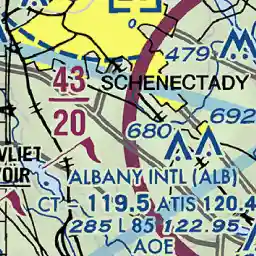 479
SCHENECTADY
43
20
692
680
VLIET
VOIR
ALBANY INTL (ALB)
CT - 119.5 ATIS 120.4
285 L 85 122.95
AOE